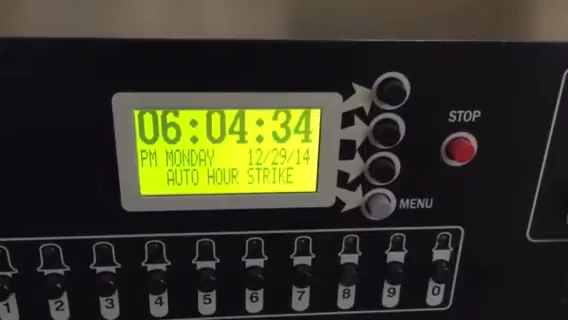 06:04:34
PM MONDAY 12/29/14
AUTO HOUR STRIKE
STOP
MENU
1 2 3 4 5 6 7 8 9 0